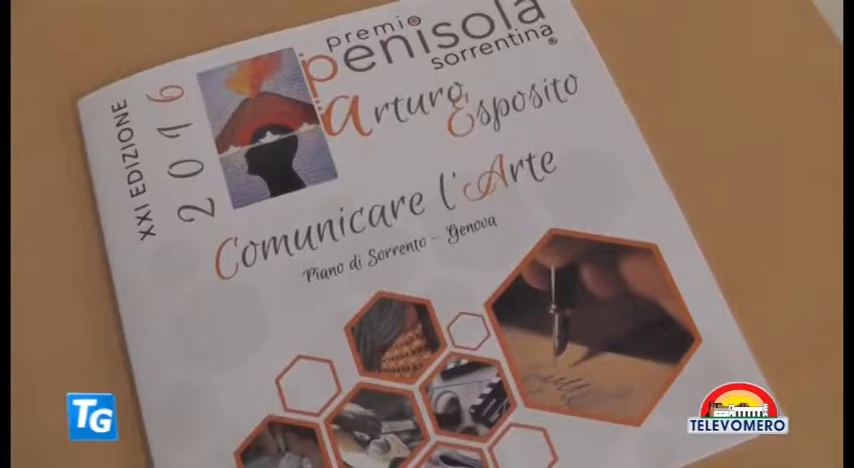 premio
penisola
sorrentina®
Arturo Esposito
XXI EDIZIONE
2016
Comunicare l'Arte
Piano di Sorrento - Genova
TG
TELEVOMERO